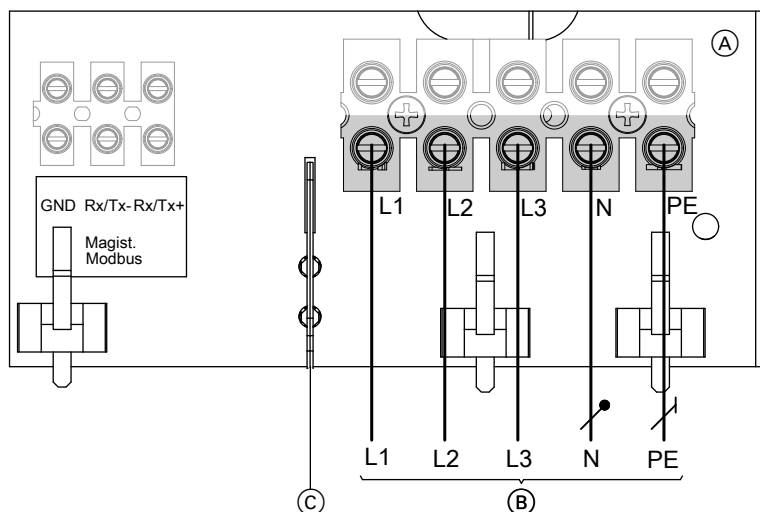 A
L1 L2 L3 N PE
GND Rx/Tx- Rx/Tx+
Magist.
Modbus
L1 L2 L3 N PE
C B